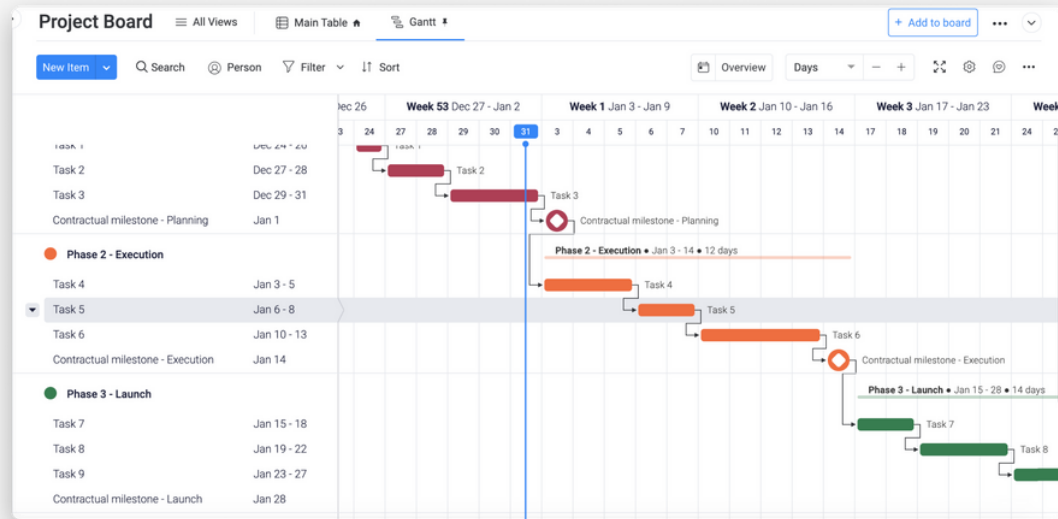 Project Board
All Views
Main Table
Gantt
+ Add to board
New Item
Search
Person
Filter
Sort
Overview
Days
Dec 26
Week 53 Dec 27 - Jan 2
Week 1 Jan 3 - Jan 9
Week 2 Jan 10 - Jan 16
Week 3 Jan 17 - Jan 23
Week
3 24 27 28 29 30 31 3 4 5 6 7 10 11 12 13 14 17 18 19 20 21 24 2
Task 1
Task 1
Task 2 Dec 27 - 28
Task 2
Task 3 Dec 29 - 31
Task 3
Contractual milestone - Planning Jan 1
Contractual milestone - Planning
Phase 2 - Execution
Phase 2 - Execution • Jan 3 - 14 • 12 days
Task 4 Jan 3 - 5
Task 4
Task 5 Jan 6 - 8
Task 5
Task 6 Jan 10 - 13
Task 6
Contractual milestone - Execution Jan 14
Contractual milestone - Execution
Phase 3 - Launch
Phase 3 - Launch • Jan 15 - 28 • 14 days
Task 7 Jan 15 - 18
Task 7
Task 8 Jan 19 - 22
Task 8
Task 9 Jan 23 - 27
Contractual milestone - Launch Jan 28